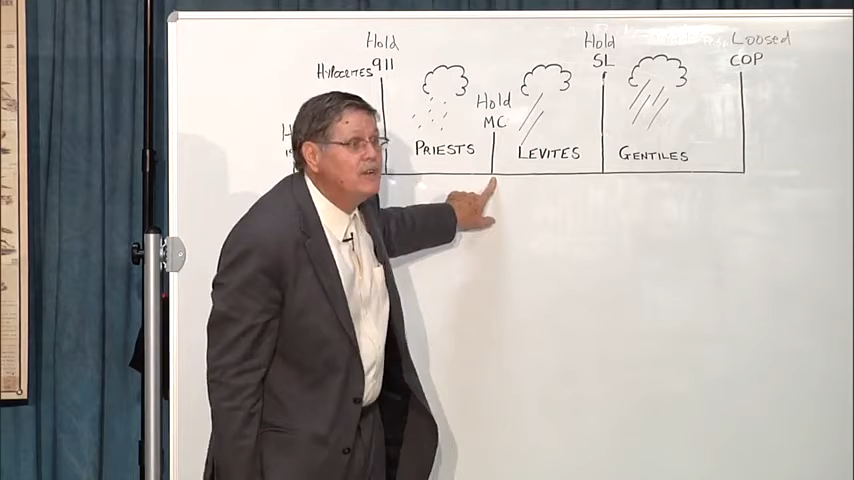 Hold
911
Hypocrites
Hold
MC
Hold
SL
Loosed
COP
PRIESTS
LEVITES
GENTILES